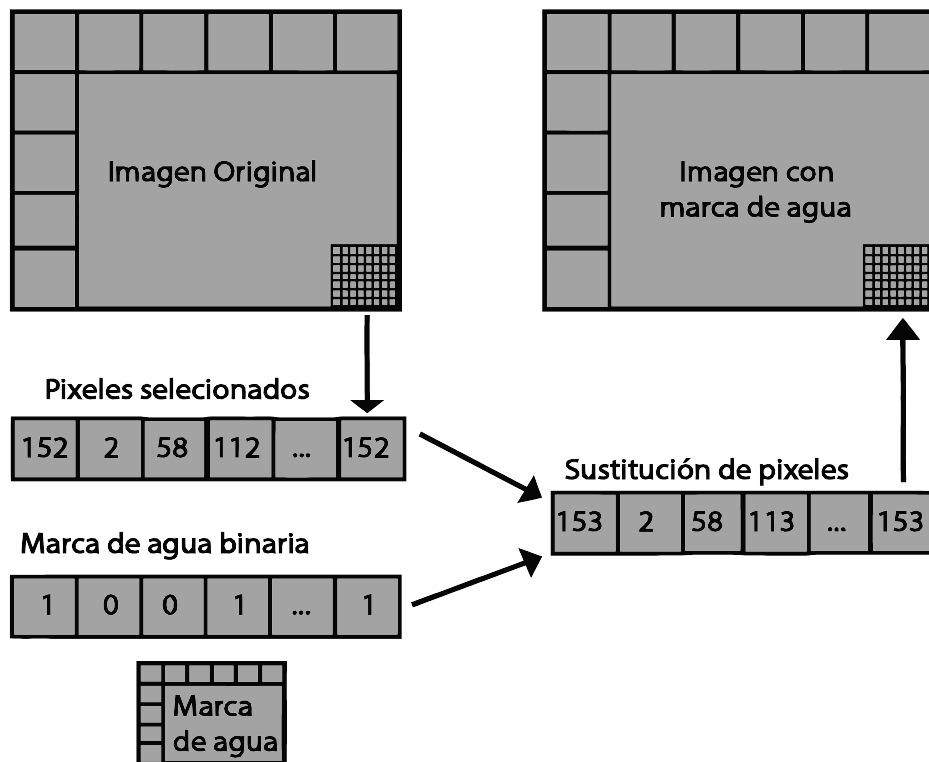 Imagen Original
Imagen con
marca de agua
Pixeles selecionados
152 2 58 112 ... 152
Sustitución de pixeles
153 2 58 113 ... 153
Marca de agua binaria
1 0 0 1 ... 1
Marca
de agua